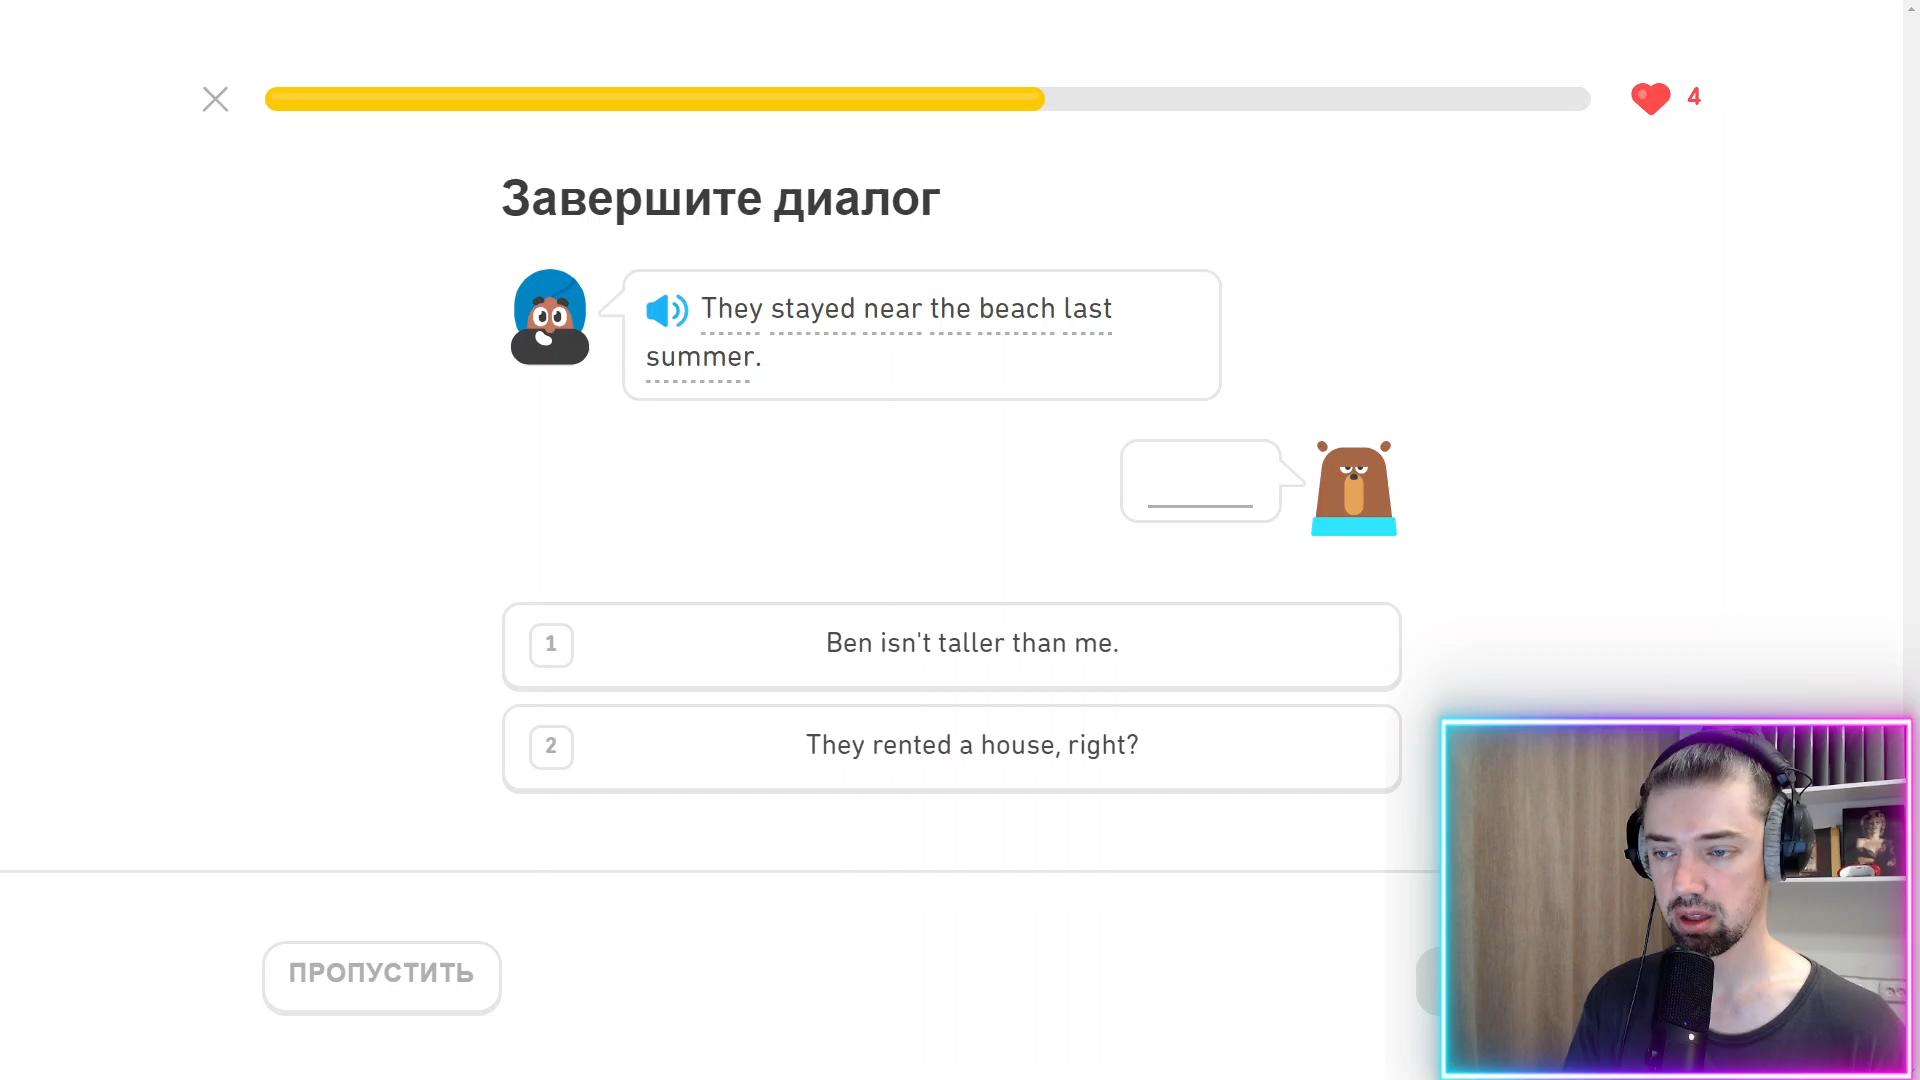 4
Завершите диалог
They stayed near the beach last
summer.
1
Ben isn't taller than me.
2
They rented a house, right?
ПРОПУСТИТЬ